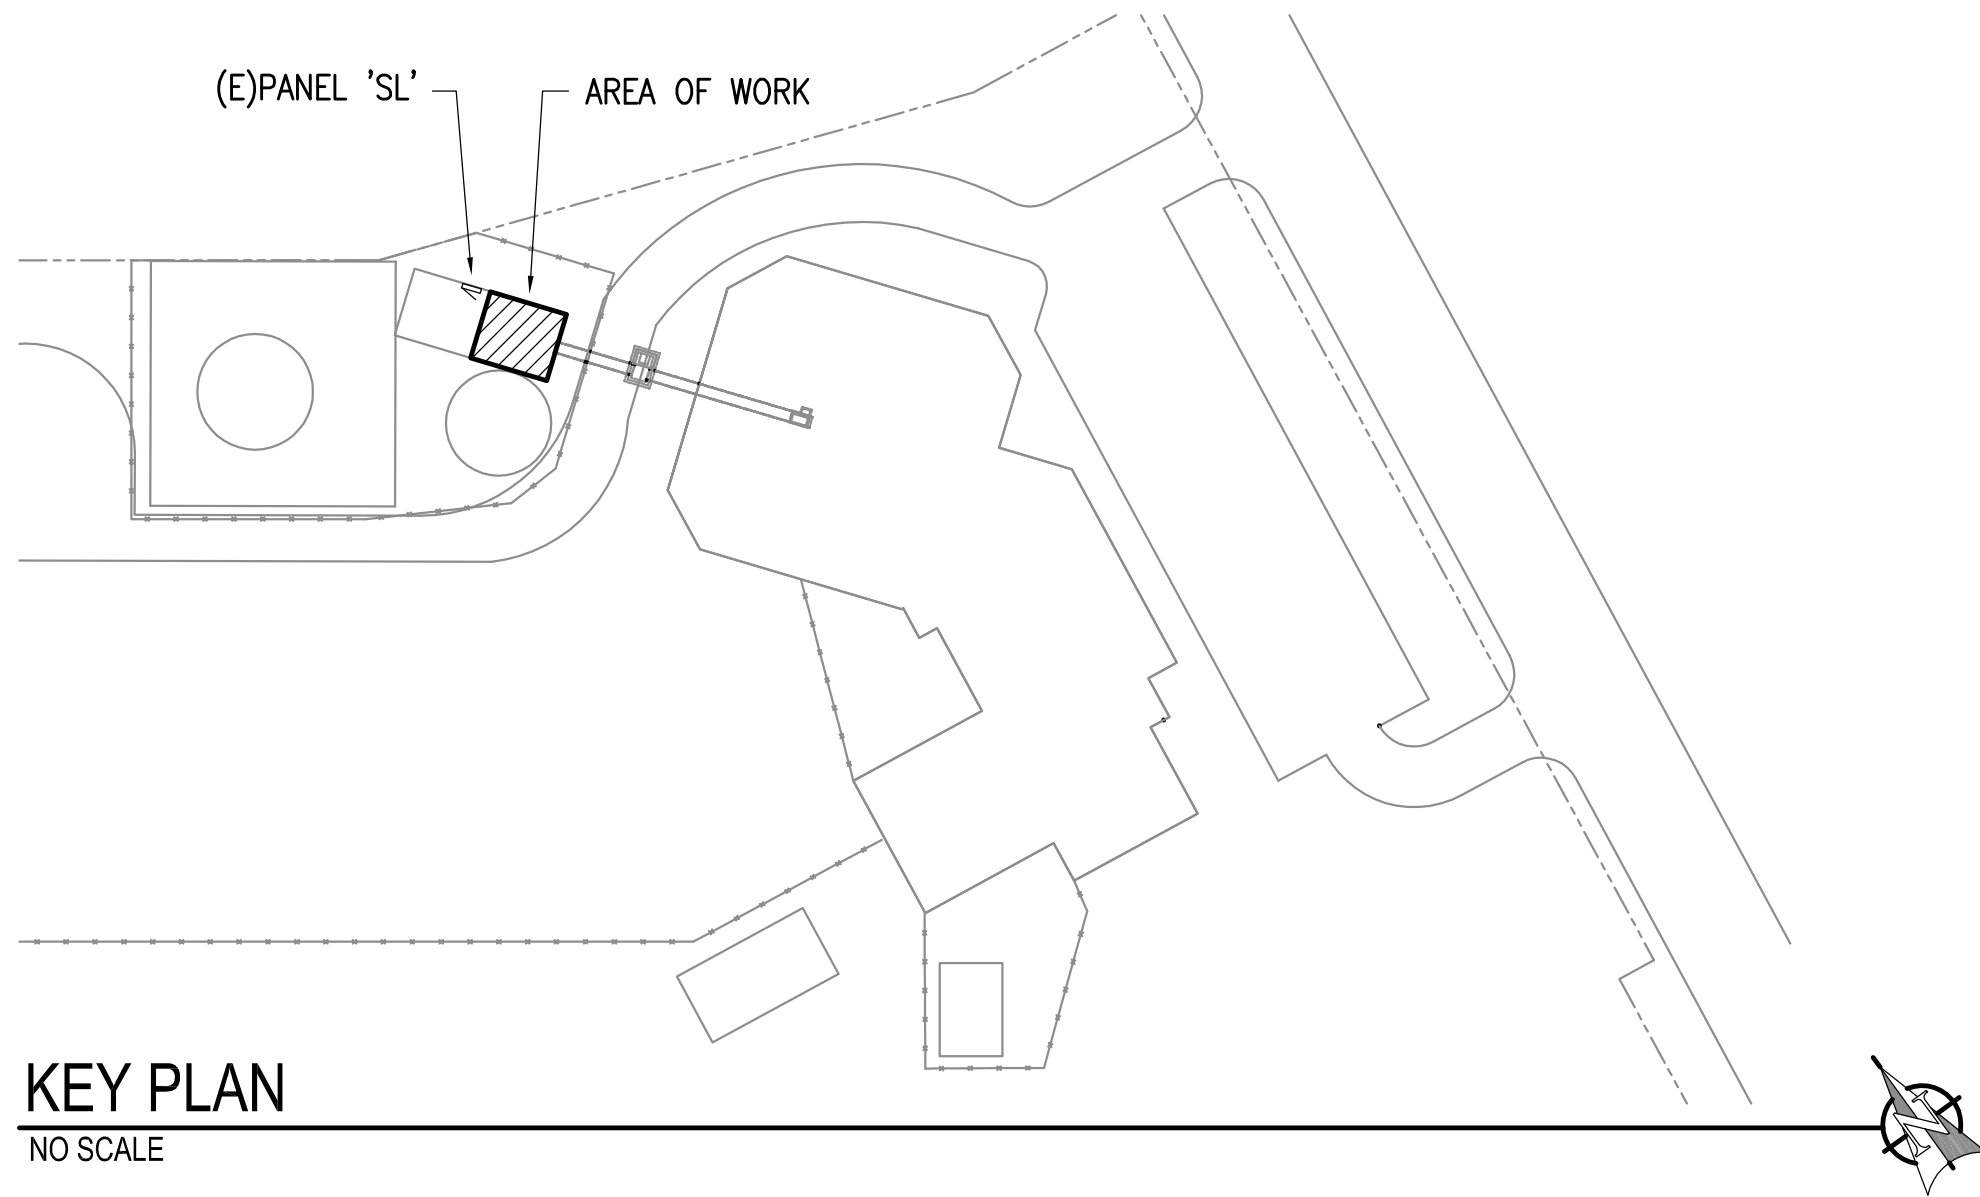 (E)PANEL 'SL'
AREA OF WORK
KEY PLAN
NO SCALE
N